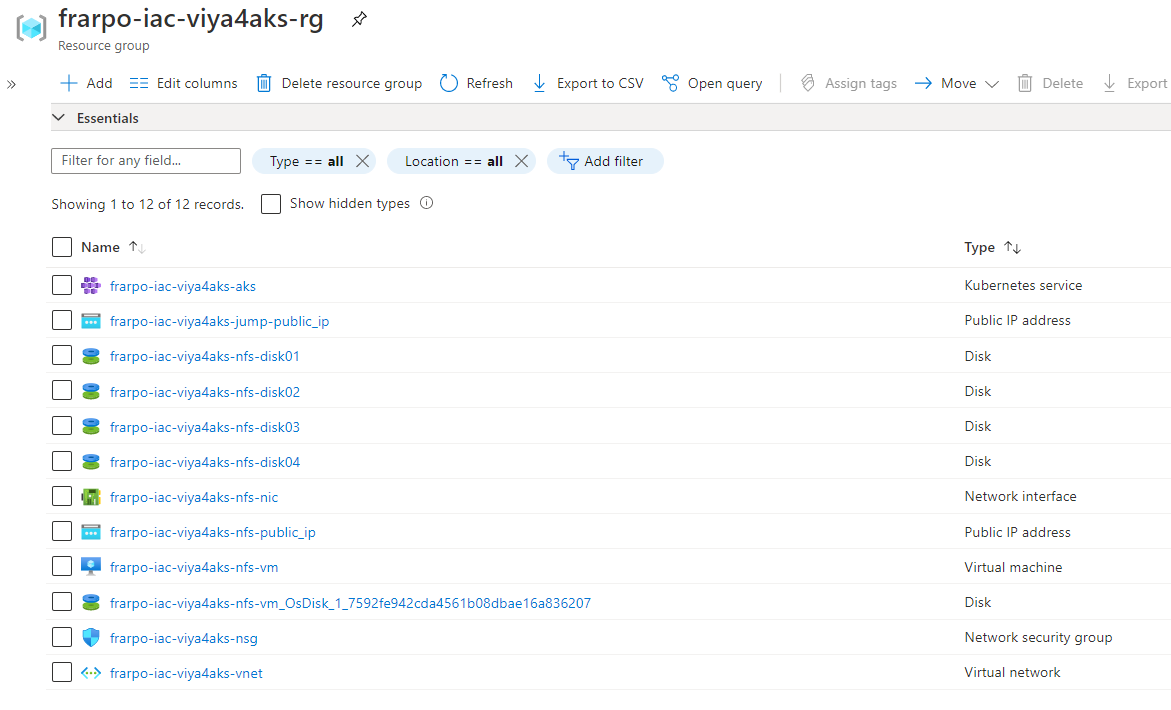 frarpo-iac-viya4aks-rg
Resource group
Add Edit columns Delete resource group Refresh Export to CSV Open query Assign tags Move Delete Export
Essentials
Filter for any field...
Type == all Location == all Add filter
Showing 1 to 12 of 12 records. Show hidden types
Name Type
frarpo-iac-viya4aks-aks Kubernetes service
frarpo-iac-viya4aks-jump-public_ip Public IP address
frarpo-iac-viya4aks-nfs-disk01 Disk
frarpo-iac-viya4aks-nfs-disk02 Disk
frarpo-iac-viya4aks-nfs-disk03 Disk
frarpo-iac-viya4aks-nfs-disk04 Disk
frarpo-iac-viya4aks-nfs-nic Network interface
frarpo-iac-viya4aks-nfs-public_ip Public IP address
frarpo-iac-viya4aks-nfs-vm Virtual machine
frarpo-iac-viya4aks-nfs-vm_OsDisk_1_7592fe942cda4561b08dbae16a836207 Disk
frarpo-iac-viya4aks-nsg Network security group
frarpo-iac-viya4aks-vnet Virtual network